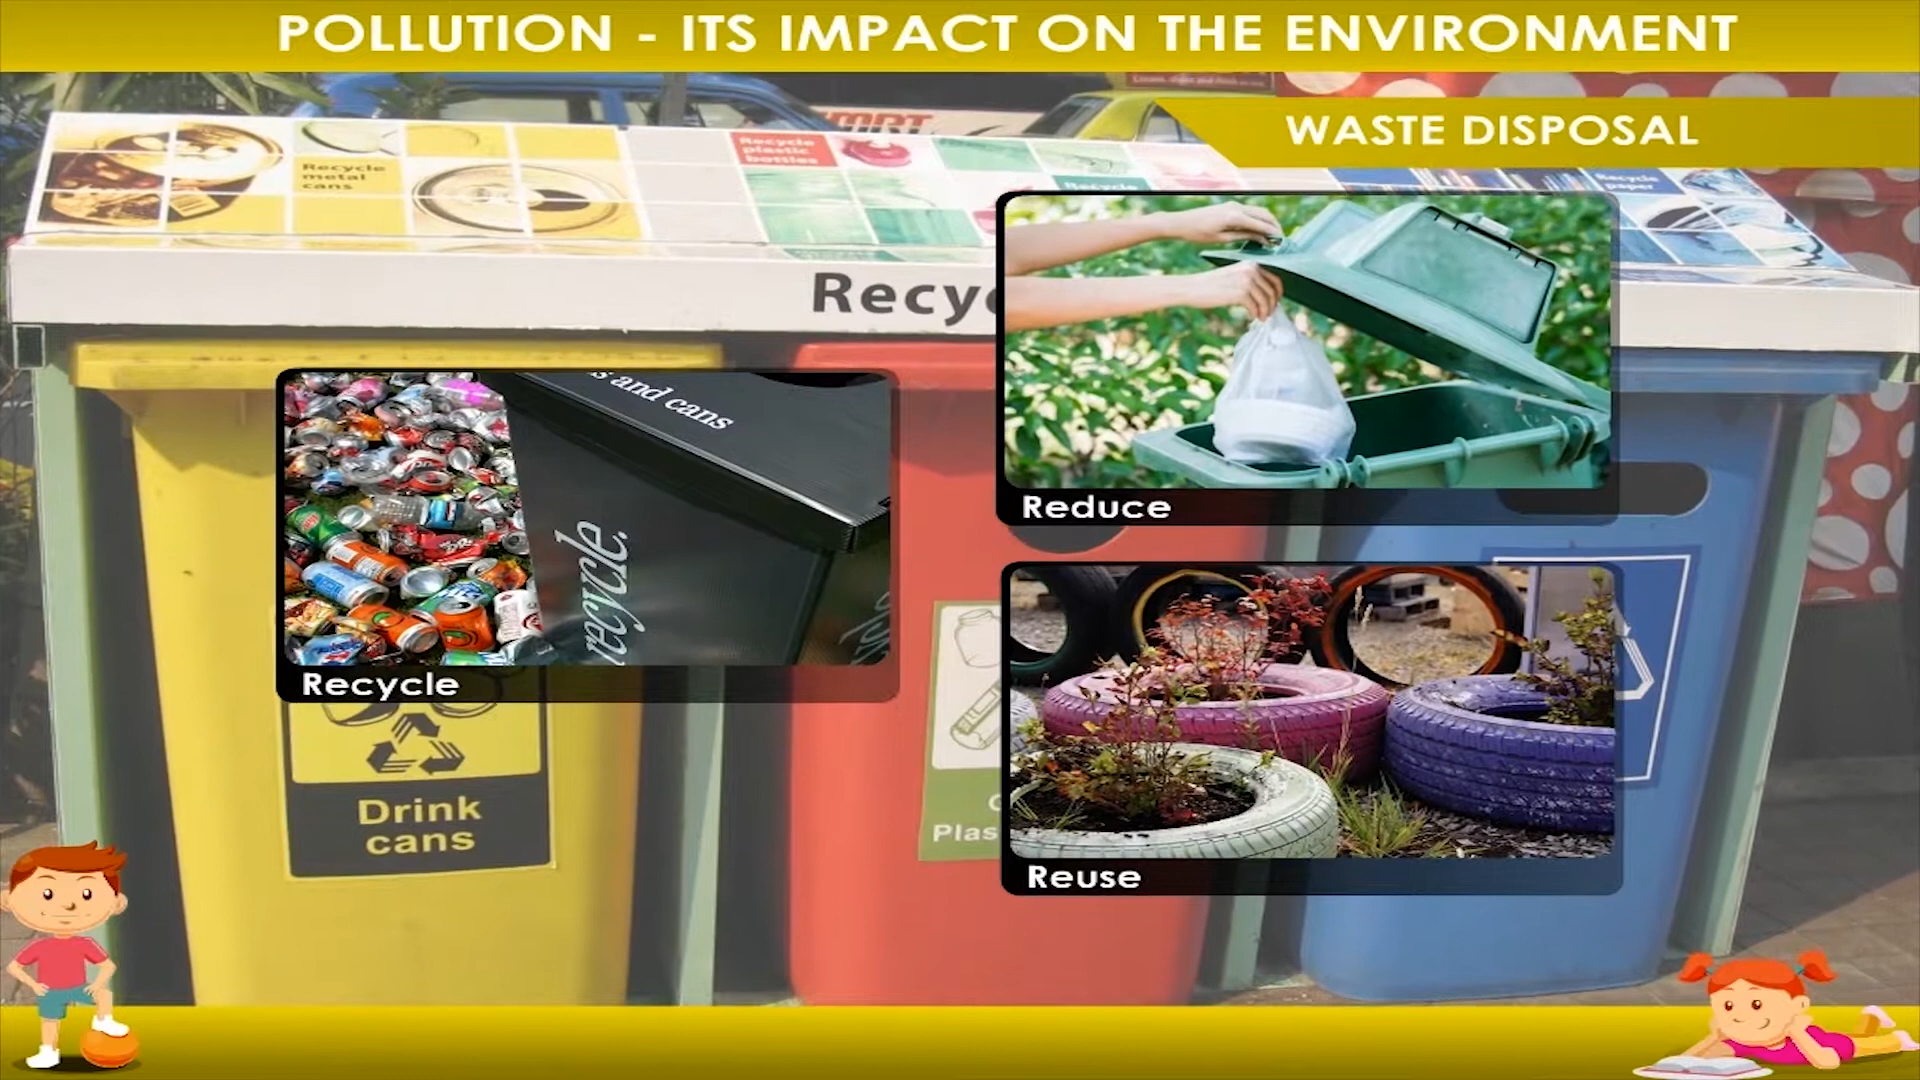 POLLUTION - ITS IMPACT ON THE ENVIRONMENT
WASTE DISPOSAL
Recycle
metal
cans
Recycle
plastic
bottles
Recycle
Recycle
paper
Recyc
s and cans
recycle.
Reduce
Recycle
Drink
cans
Plas
Reuse